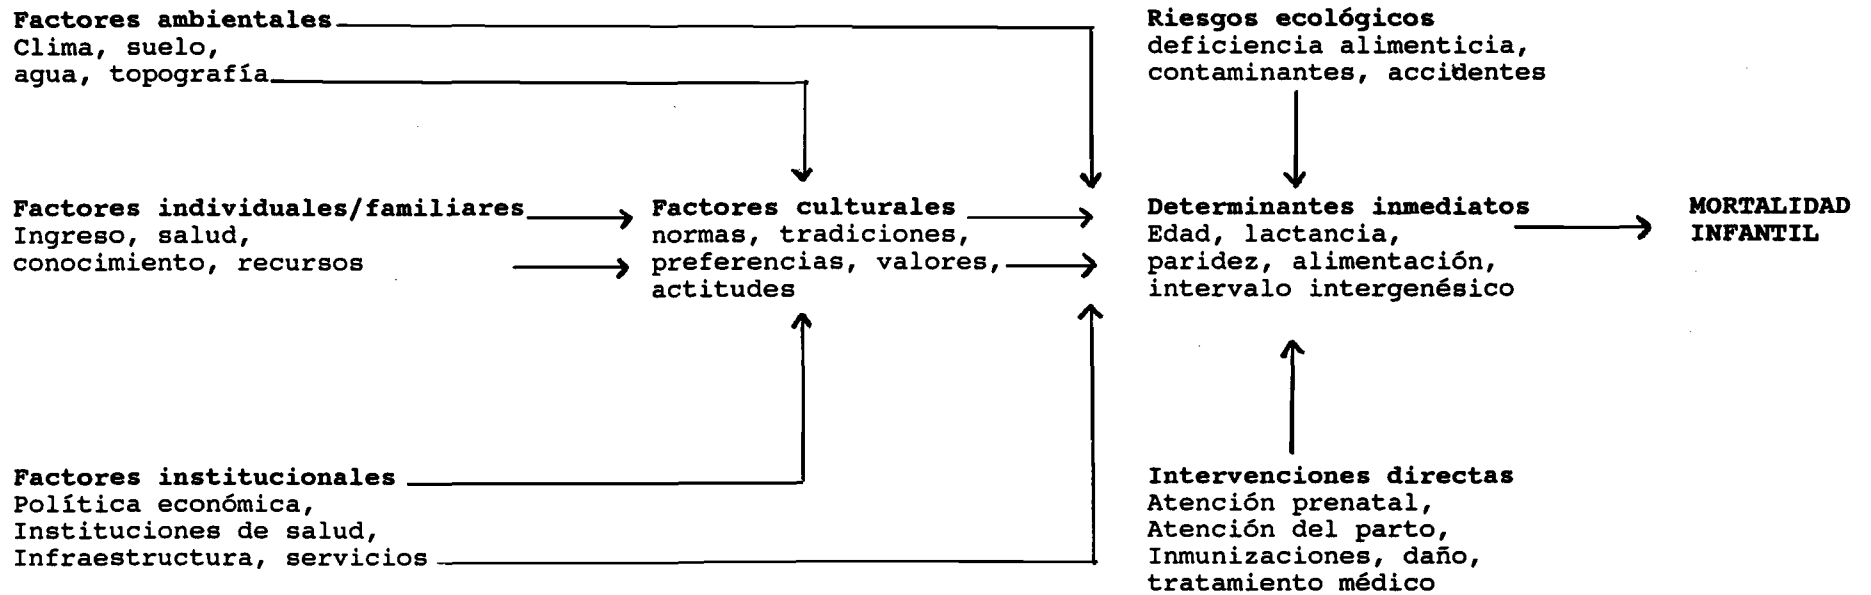 Factores ambientales
Clima, suelo,
agua, topografía
Riesgos ecológicos
deficiencia alimenticia,
contaminantes, accidentes
Factores individuales/familiares
Ingreso, salud,
conocimiento, recursos
Factores culturales
normas, tradiciones,
preferencias, valores,
actitudes
Determinantes inmediatos
Edad, lactancia,
paridez, alimentación,
intervalo intergenésico
MORTALIDAD
INFANTIL
Factores institucionales
Política económica,
Instituciones de salud,
Infraestructura, servicios
Intervenciones directas
Atención prenatal,
Atención del parto,
Inmunizaciones, daño,
tratamiento médico